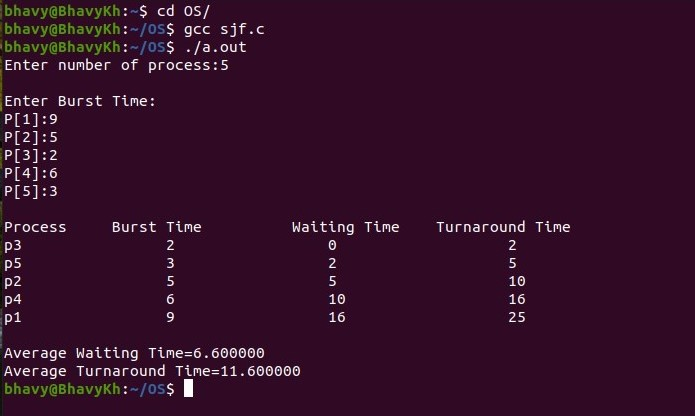 bhavy@BhavyKh:~$ cd OS/
bhavy@BhavyKh:~/OS$ gcc sjf.c
bhavy@BhavyKh:~/OS$ ./a.out
Enter number of process:5
Enter Burst Time:
P[1]:9
P[2]:5
P[3]:2
P[4]:6
P[5]:3
Process Burst Time Waiting Time Turnaround Time
p3 2 0 2
p5 3 2 5
p2 5 5 10
p4 6 10 16
p1 9 16 25
Average Waiting Time=6.600000
Average Turnaround Time=11.600000
bhavy@BhavyKh:~/OS$